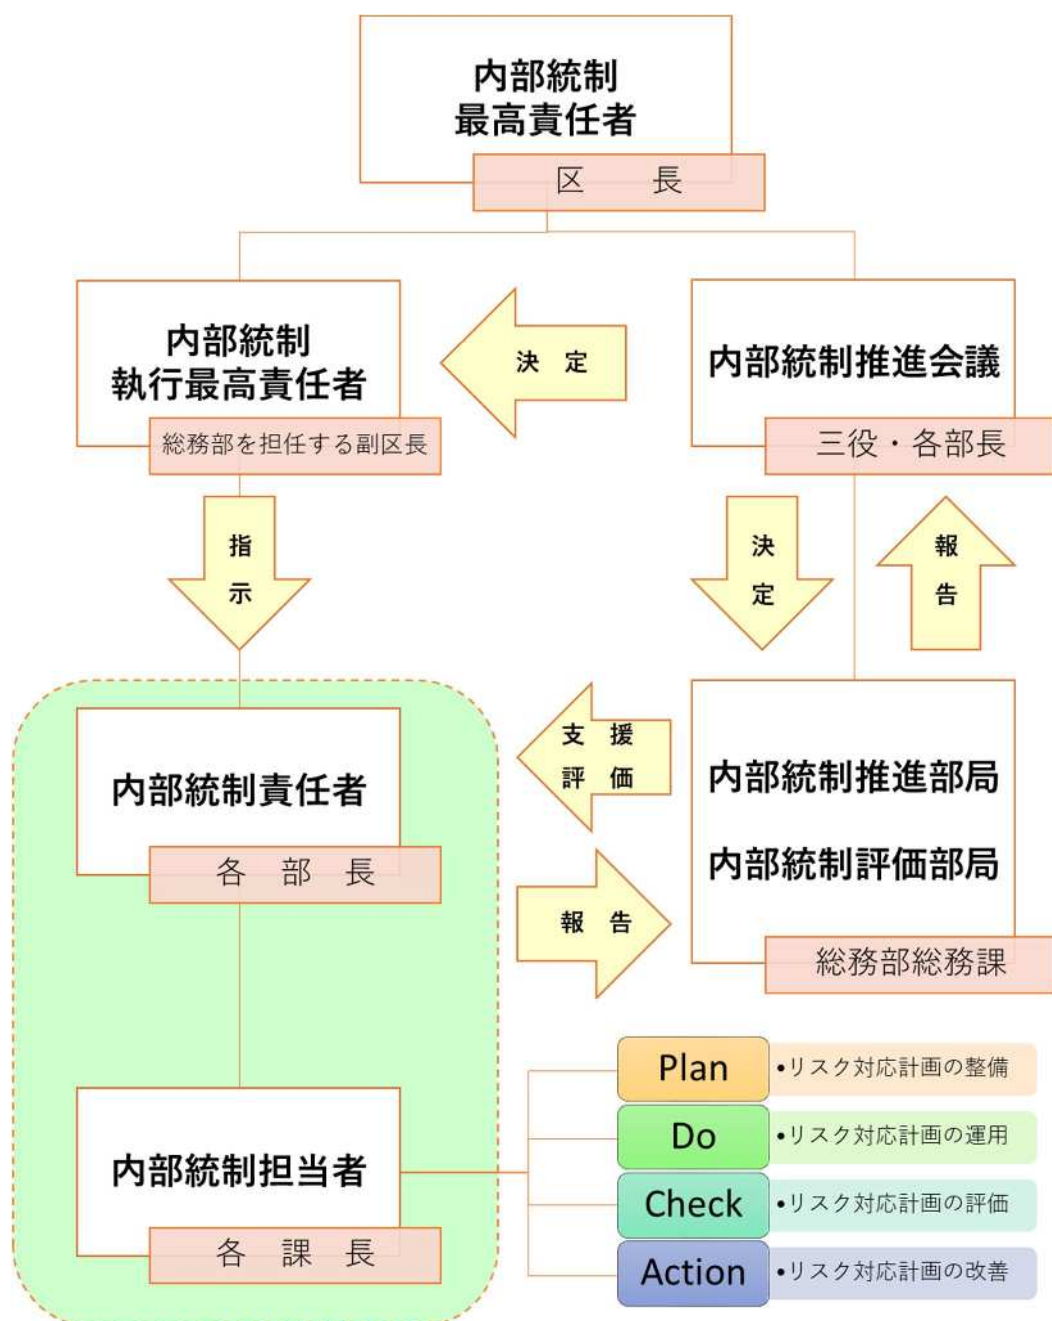 内部統制
最高責任者
区　長
内部統制
執行最高責任者
総務部を担任する副区長
決 定
内部統制推進会議
三役・各部長
指
示
決
定
報
告
内部統制責任者
各 部 長
支 援
評 価
報 告
内部統制推進部局
内部統制評価部局
総務部総務課
内部統制担当者
各 課 長
Plan
•リスク対応計画の整備
Do
•リスク対応計画の運用
Check
•リスク対応計画の評価
Action
•リスク対応計画の改善